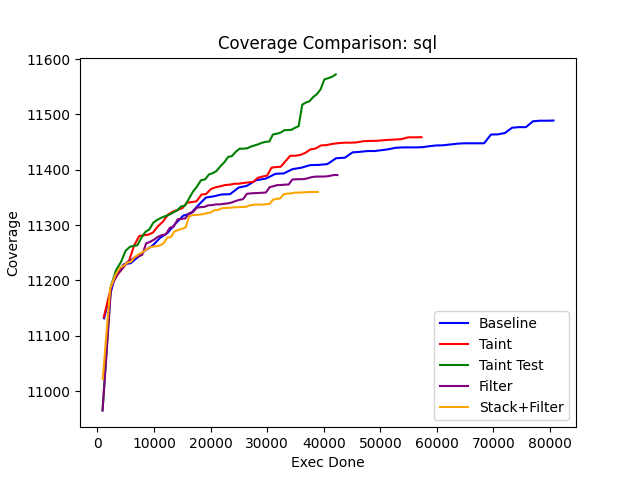 Coverage Comparison: sql
11600
11500
11400
11300
11200
11100
11000
Coverage
0 10000 20000 30000 40000 50000 60000 70000 80000
Exec Done
Baseline
Taint
Taint Test
Filter
Stack+Filter